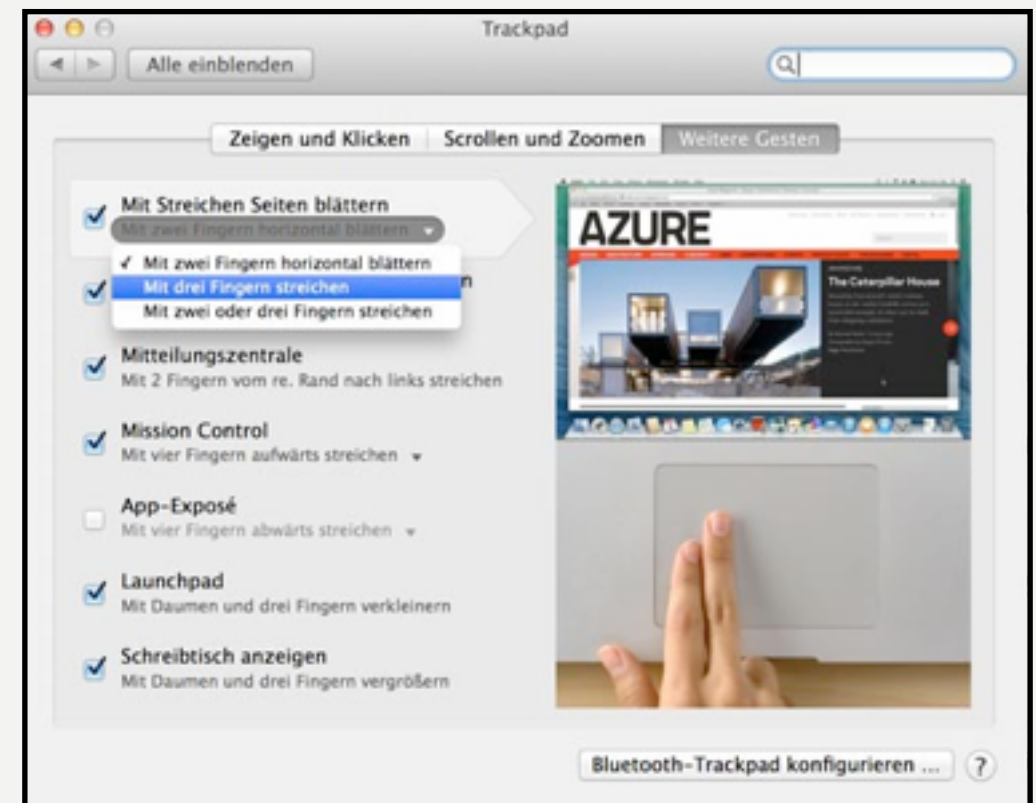 Trackpad
Alle einblenden
Zeigen und Klicken
Scrollen und Zoomen
Weitere Gesten
Mit Streichen Seiten blättern
Mit zwei Fingern horizontal blättern
✓ Mit zwei Fingern horizontal blättern
Mit drei Fingern streichen
Mit zwei oder drei Fingern streichen
Mitteilungszentrale
Mit 2 Fingern vom re. Rand nach links streichen
Mission Control
Mit vier Fingern aufwärts streichen
App-Exposé
Mit vier Fingern abwärts streichen
Launchpad
Mit Daumen und drei Fingern verkleinern
Schreibtisch anzeigen
Mit Daumen und drei Fingern vergrößern
AZURE
The Caterpillar House
Bluetooth-Trackpad konfigurieren ...
?